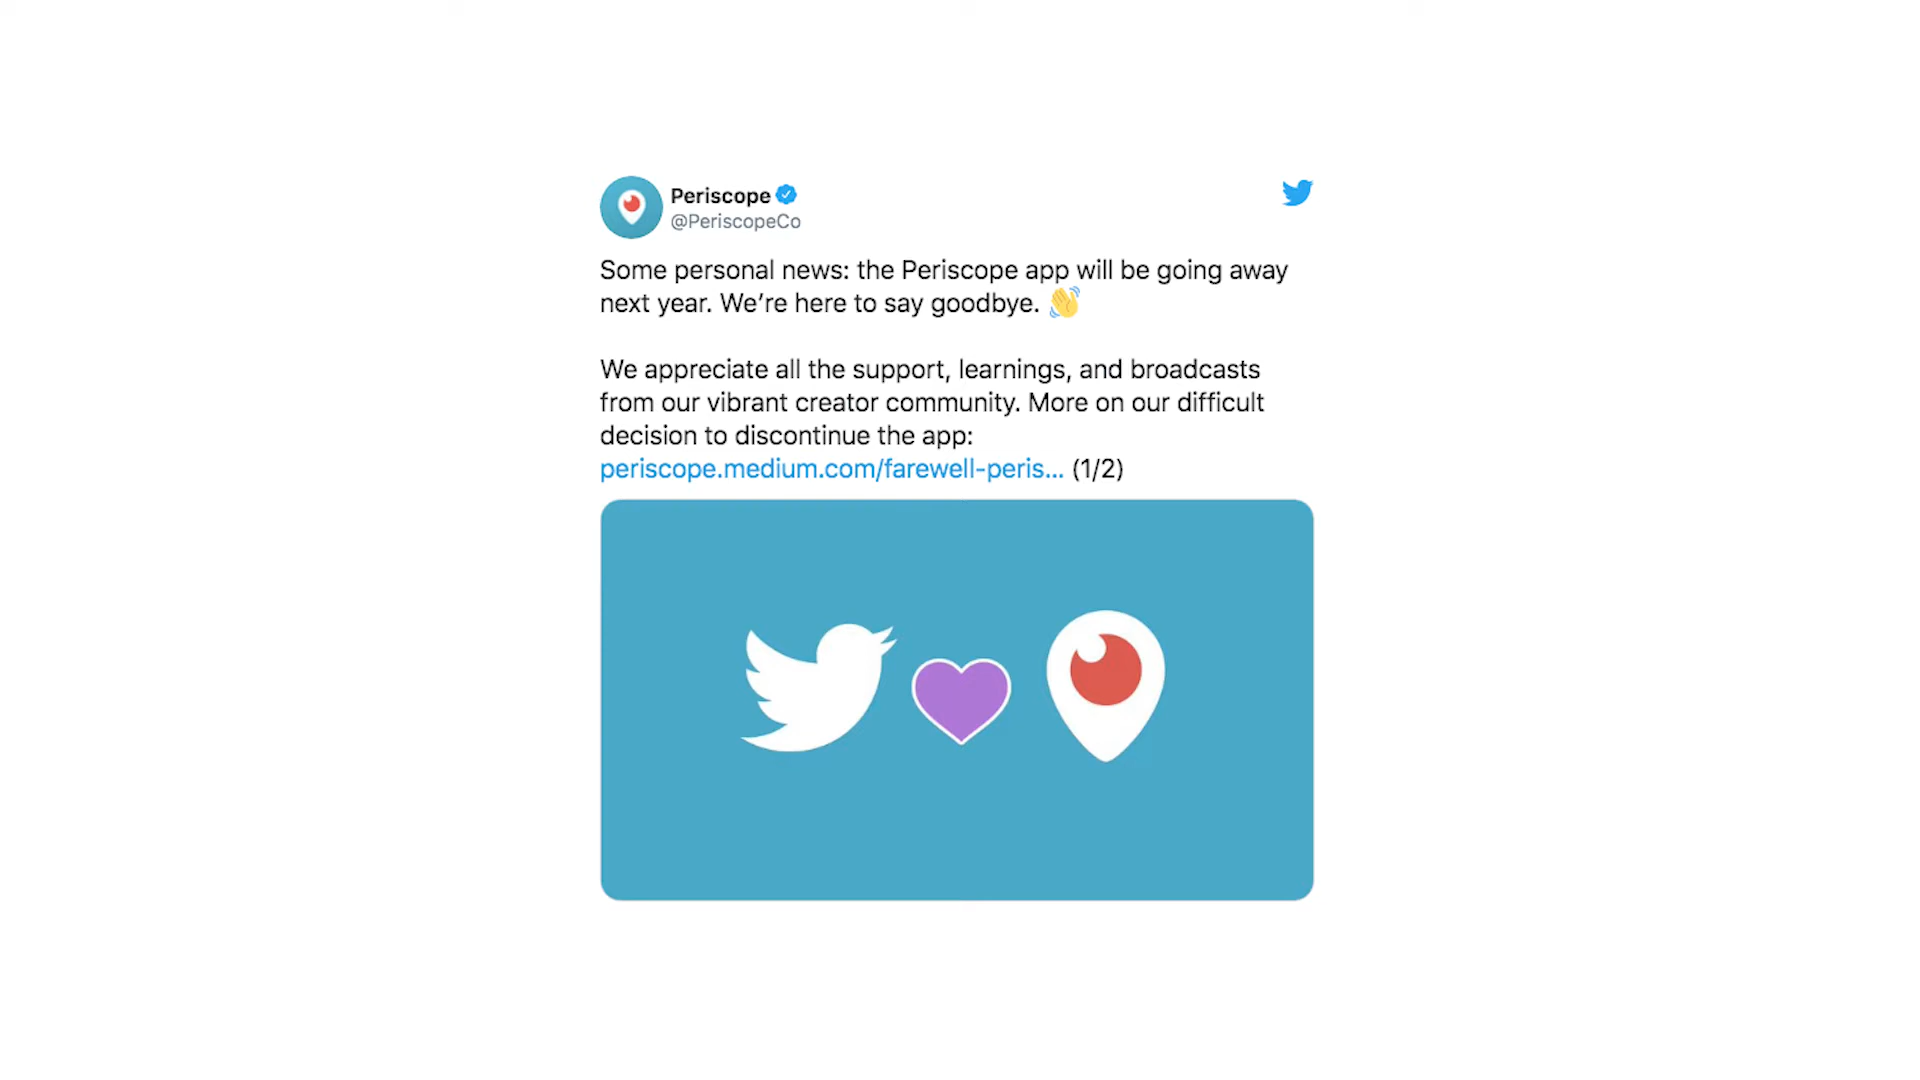 Periscope
@PeriscopeCo
Some personal news: the Periscope app will be going away
next year. We’re here to say goodbye. 👋
We appreciate all the support, learnings, and broadcasts
from our vibrant creator community. More on our difficult
decision to discontinue the app:
periscope.medium.com/farewell-peris... (1/2)